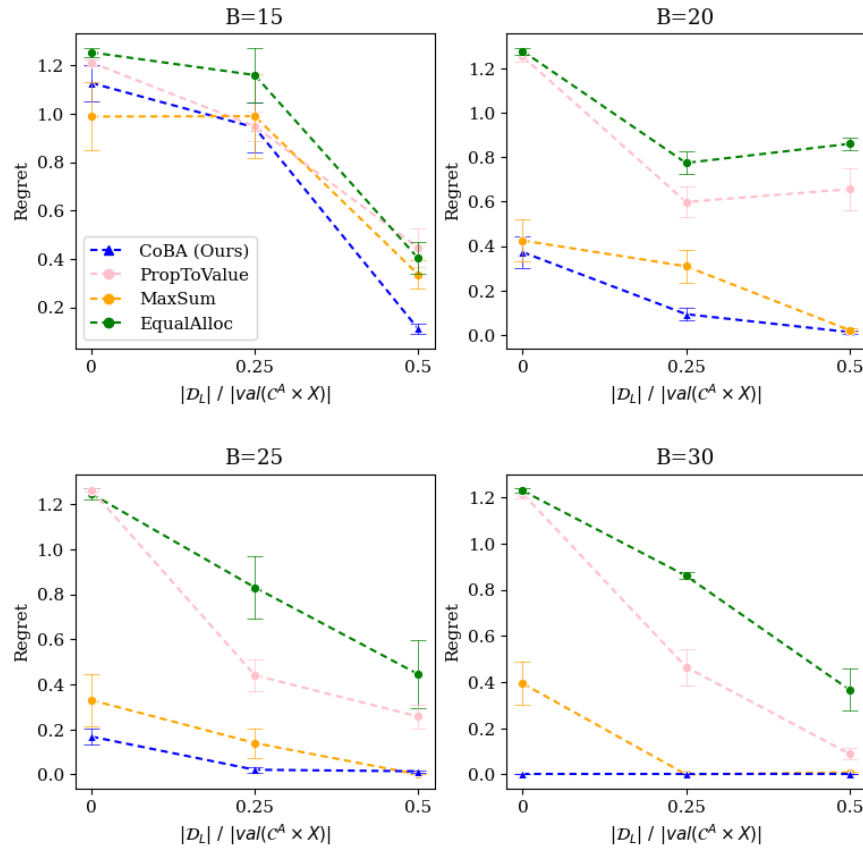 B=15
Regret
1.2
1.0
0.8
0.6
0.4
0.2
CoBA (Ours)
PropToValue
MaxSum
EqualAlloc
0 0.25 0.5
|𝒟_L| / |val(𝒞^A × X)|
B=20
Regret
1.2
1.0
0.8
0.6
0.4
0.2
0.0
0 0.25 0.5
|𝒟_L| / |val(𝒞^A × X)|
B=25
Regret
1.2
1.0
0.8
0.6
0.4
0.2
0.0
0 0.25 0.5
|𝒟_L| / |val(𝒞^A × X)|
B=30
Regret
1.2
1.0
0.8
0.6
0.4
0.2
0.0
0 0.25 0.5
|𝒟_L| / |val(𝒞^A × X)|